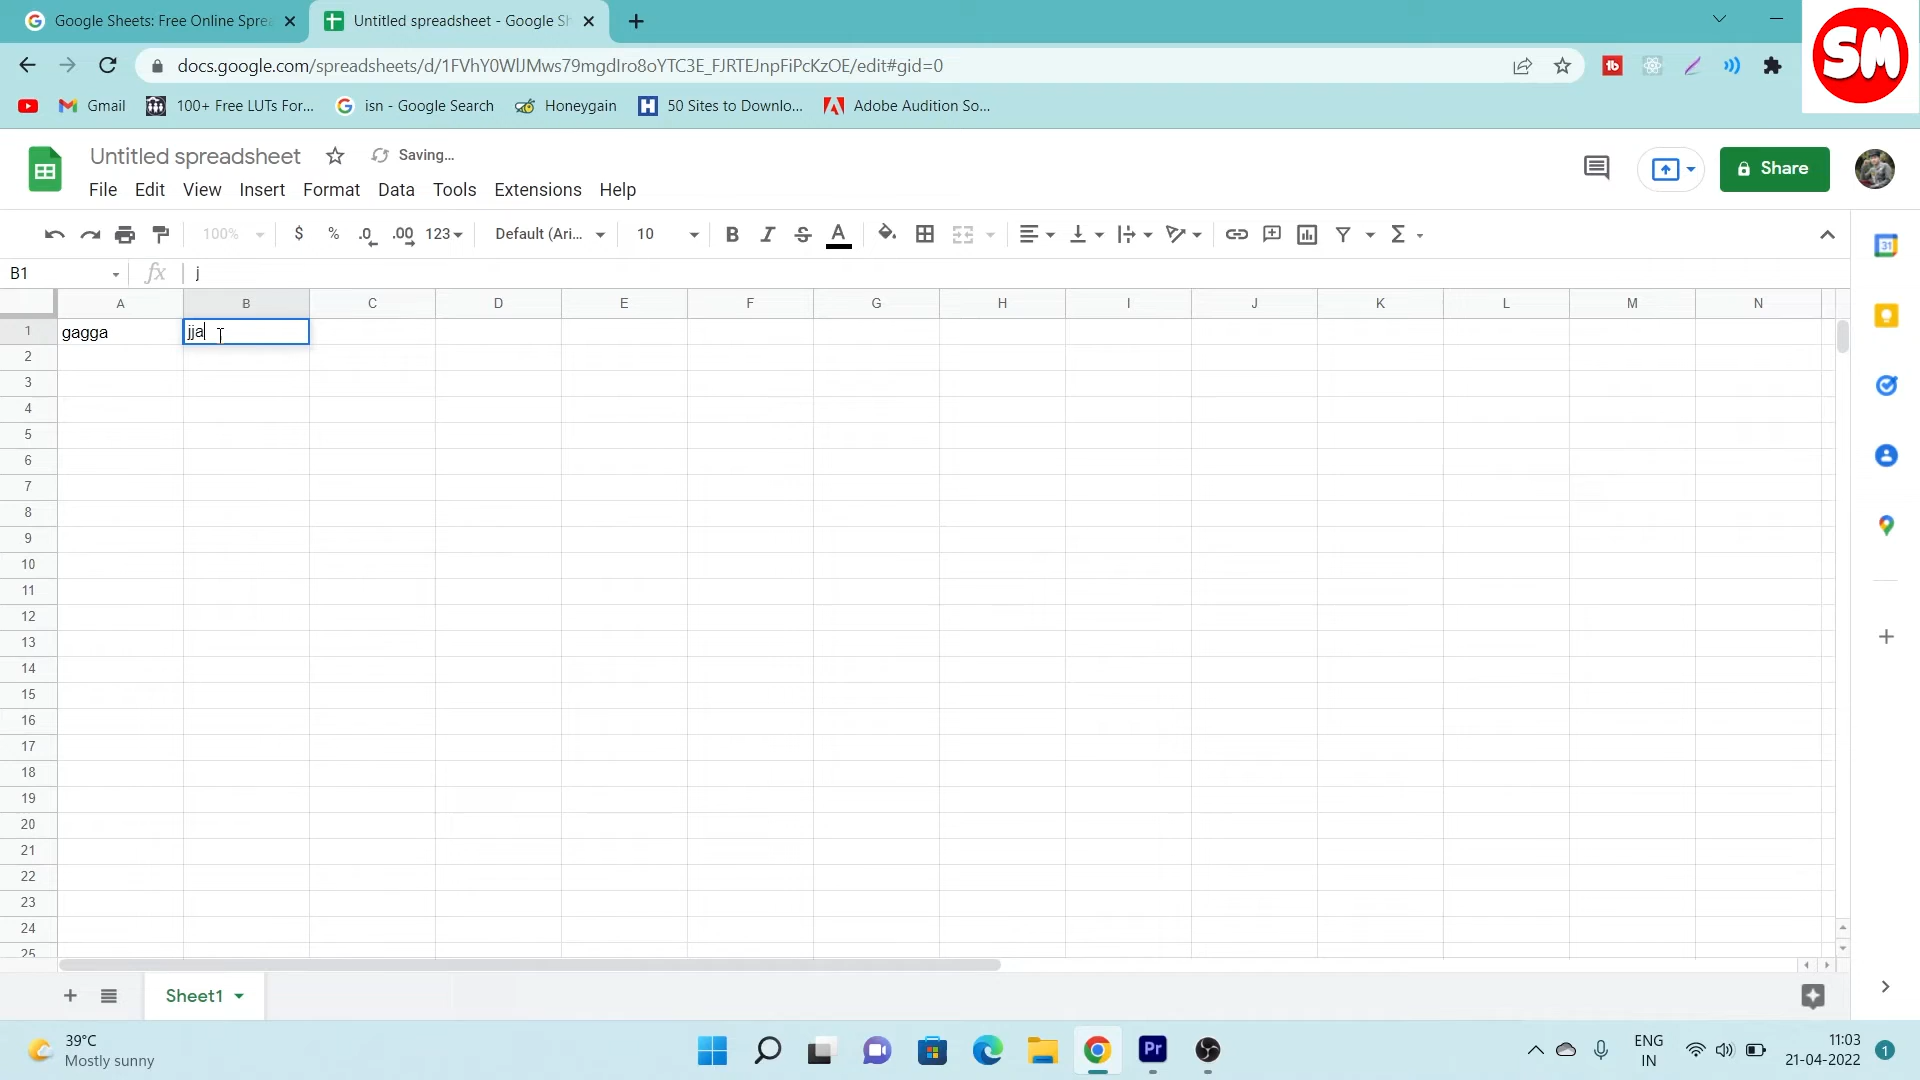 Google Sheets: Free Online Sprea
Untitled spreadsheet - Google Sh
SM
docs.google.com/spreadsheets/d/1FVhY0WlJMws79mgdIro8oYTC3E_FJRTEJnpFiPcKzOE/edit#gid=0
Gmail
100+ Free LUTs For...
isn - Google Search
Honeygain
H
50 Sites to Downlo...
Adobe Audition So...
Untitled spreadsheet
Saving...
Share
File Edit View Insert Format Data Tools Extensions Help
100% $ % .0 .00 123 Default (Ari... 10 B I S A Σ
31
B1 fx j
A B C D E F G H I J K L M N
1 gagga jja
2
3
4
5
6
7
8
9
10
11
12
13
14
15
16
17
18
19
20
21
22
23
24
25
Sheet1
39°C
Mostly sunny
Pr
ENG
IN
11:03
21-04-2022
1